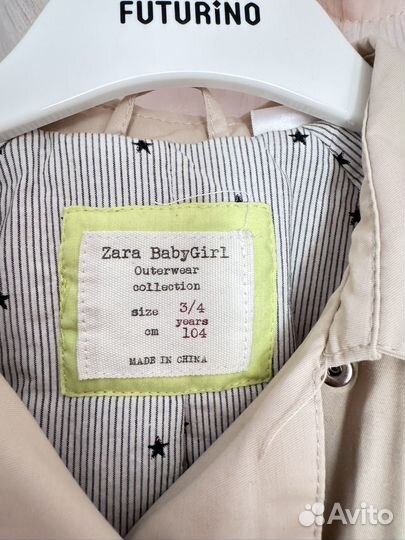 FUTURiNO
Zara BabyGirl
Outerwear
collection
size 3/4
years
cm 104
MADE IN CHINA
Avito